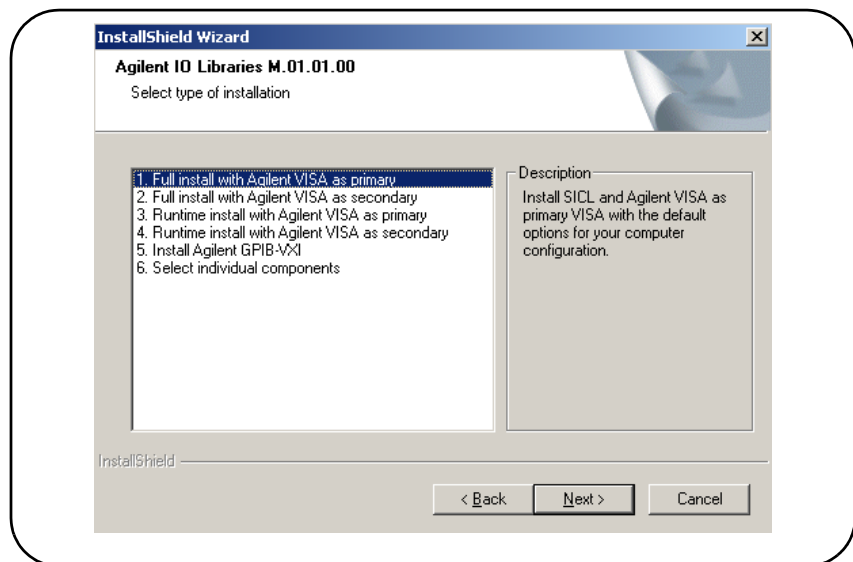 InstallShield Wizard
Agilent IO Libraries M.01.01.00
Select type of installation
1. Full install with Agilent VISA as primary
2. Full install with Agilent VISA as secondary
3. Runtime install with Agilent VISA as primary
4. Runtime install with Agilent VISA as secondary
5. Install Agilent GPIB-VXI
6. Select individual components
Description
Install SICL and Agilent VISA as
primary VISA with the default
options for your computer
configuration.
InstallShield
< Back
Next >
Cancel